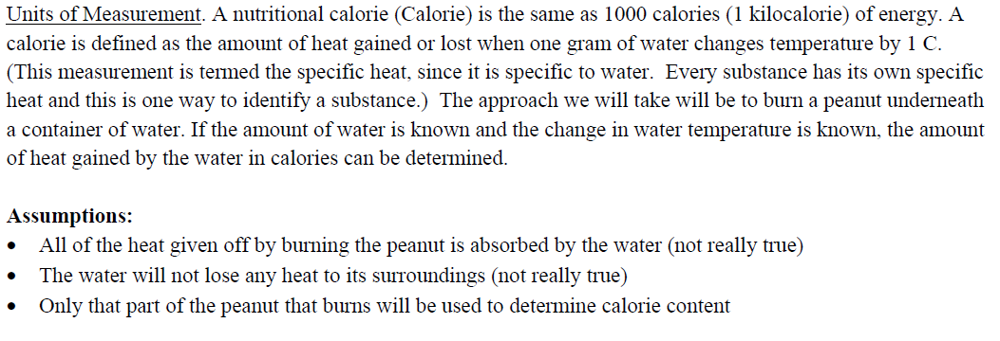 Units of Measurement. A nutritional calorie (Calorie) is the same as 1000 calories (1 kilocalorie) of energy. A
calorie is defined as the amount of heat gained or lost when one gram of water changes temperature by 1 C.
(This measurement is termed the specific heat, since it is specific to water.  Every substance has its own specific
heat and this is one way to identify a substance.)  The approach we will take will be to burn a peanut underneath
a container of water. If the amount of water is known and the change in water temperature is known, the amount
of heat gained by the water in calories can be determined.
Assumptions:
• All of the heat given off by burning the peanut is absorbed by the water (not really true)
• The water will not lose any heat to its surroundings (not really true)
• Only that part of the peanut that burns will be used to determine calorie content